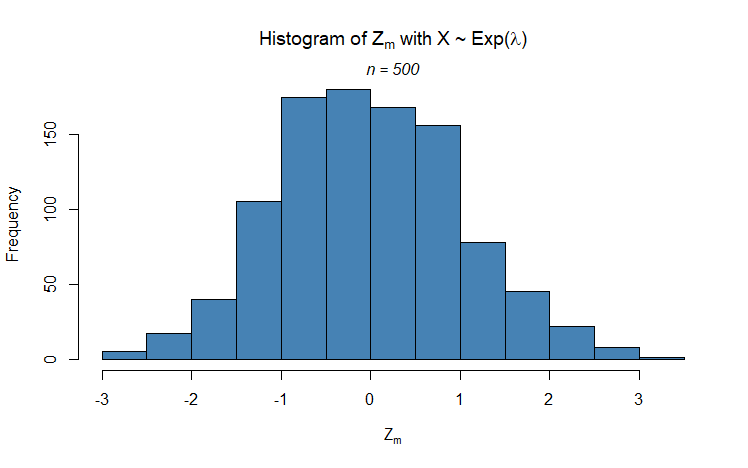 Histogram of Zm with X ~ Exp(λ)
n = 500
Frequency
150
100
50
0
-3 -2 -1 0 1 2 3
Zm